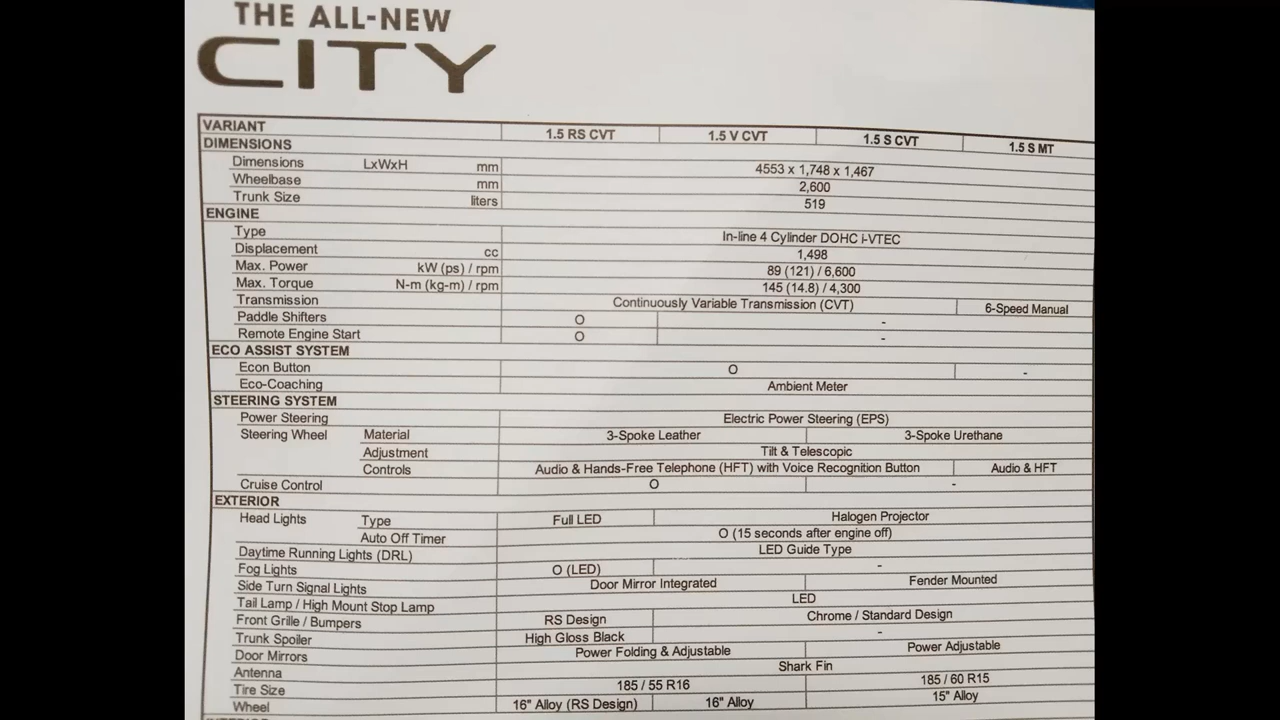 THE ALL-NEW
CITY
VARIANT 1.5 RS CVT 1.5 V CVT 1.5 S CVT 1.5 S MT
DIMENSIONS
Dimensions LxWxH mm 4553 x 1,748 x 1,467
Wheelbase mm 2,600
Trunk Size liters 519
ENGINE
Type In-line 4 Cylinder DOHC i-VTEC
Displacement cc 1,498
Max. Power kW (ps) / rpm 89 (121) / 6,600
Max. Torque N-m (kg-m) / rpm 145 (14.8) / 4,300
Transmission Continuously Variable Transmission (CVT) 6-Speed Manual
Paddle Shifters O -
Remote Engine Start O -
ECO ASSIST SYSTEM
Econ Button O -
Eco-Coaching Ambient Meter
STEERING SYSTEM
Power Steering Electric Power Steering (EPS)
Steering Wheel Material 3-Spoke Leather 3-Spoke Urethane
Adjustment Tilt & Telescopic
Controls Audio & Hands-Free Telephone (HFT) with Voice Recognition Button Audio & HFT
Cruise Control O -
EXTERIOR
Head Lights Type Full LED Halogen Projector
Auto Off Timer O (15 seconds after engine off)
Daytime Running Lights (DRL) LED Guide Type
Fog Lights O (LED) -
Side Turn Signal Lights Door Mirror Integrated Fender Mounted
Tail Lamp / High Mount Stop Lamp LED
Front Grille / Bumpers RS Design Chrome / Standard Design
Trunk Spoiler High Gloss Black -
Door Mirrors Power Folding & Adjustable Power Adjustable
Antenna Shark Fin
Tire Size 185 / 55 R16 185 / 60 R15
Wheel 16" Alloy (RS Design) 16" Alloy 15" Alloy